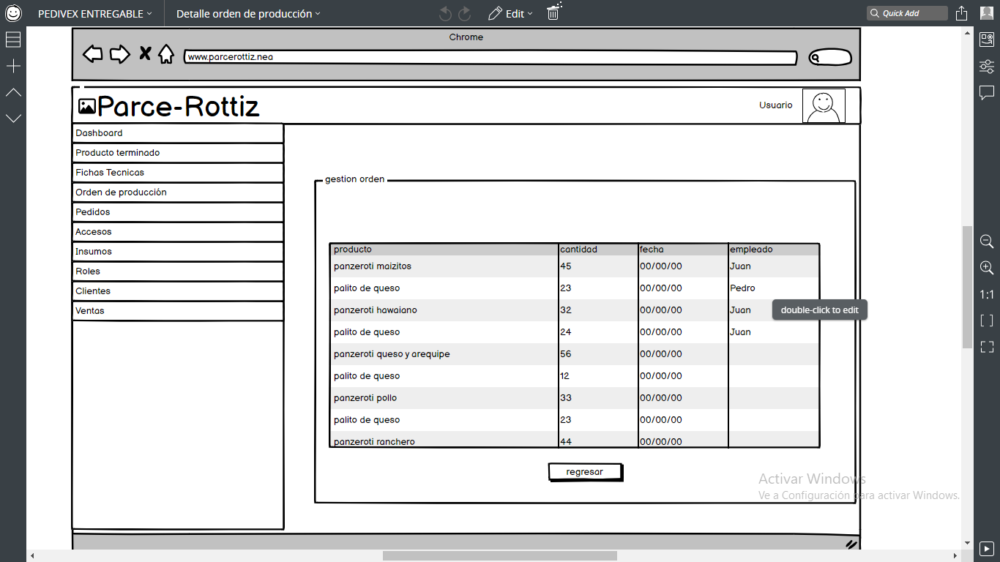 PEDIVEX ENTREGABLE
Detalle orden de producción
Edit
Quick Add
Chrome
www.parcerottiz.nea
Parce-Rottiz
Usuario
Dashboard
Producto terminado
Fichas Tecnicas
Orden de producción
Pedidos
Accesos
Insumos
Roles
Clientes
Ventas
gestion orden
producto cantidad fecha empleado
panzeroti maizitos 45 00/00/00 Juan
palito de queso 23 00/00/00 Pedro
panzeroti hawaiano 32 00/00/00 Juan
double-click to edit
palito de queso 24 00/00/00 Juan
panzeroti queso y arequipe 56 00/00/00
palito de queso 12 00/00/00
panzeroti pollo 33 00/00/00
palito de queso 23 00/00/00
panzeroti ranchero 44 00/00/00
regresar
1:1
Activar Windows
Ve a Configuración para activar Windows.